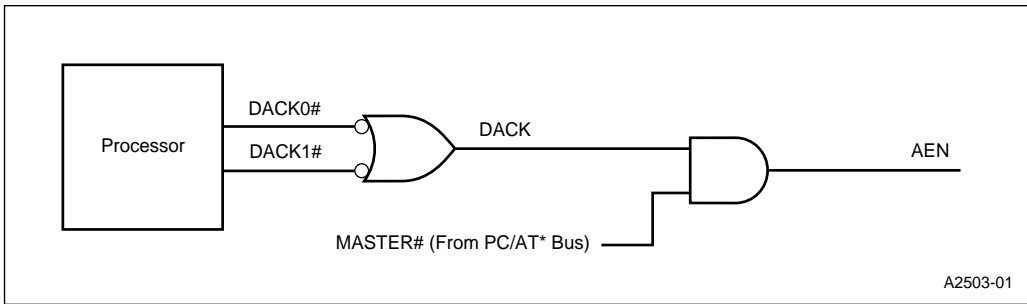 DACK0#
Processor
DACK1#
DACK
AEN
MASTER# (From PC/AT* Bus)
A2503-01